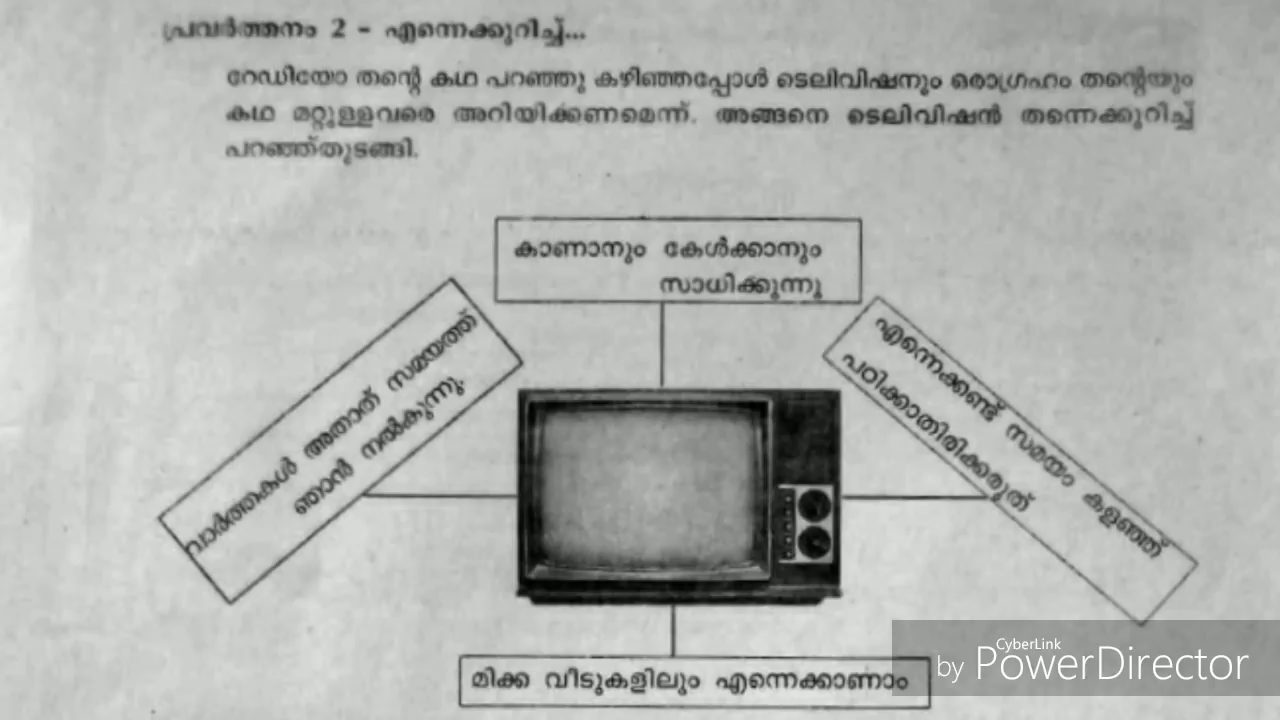 പ്രവർത്തനം 2 – എന്നെക്കുറിച്ച്...
റേഡിയോ തന്റെ കഥ പറഞ്ഞു കഴിഞ്ഞപ്പോൾ ടെലിവിഷനും ഒരാഗ്രഹം തന്റെയും
കഥ മറ്റുള്ളവരെ അറിയിക്കണമെന്ന്. അങ്ങനെ ടെലിവിഷൻ തന്നെക്കുറിച്ച്
പറഞ്ഞ്തുടങ്ങി.
കാണാനും കേൾക്കാനും
സാധിക്കുന്നു
വാർത്തകൾ അതാത് സമയത്ത്
ഞാൻ നൽകുന്നു.
എന്നെക്കണ്ട് സമയം കളഞ്ഞ്
പഠിക്കാതിരിക്കരുത്
മിക്ക വീടുകളിലും എന്നെക്കാണാം
CyberLink
by PowerDirector